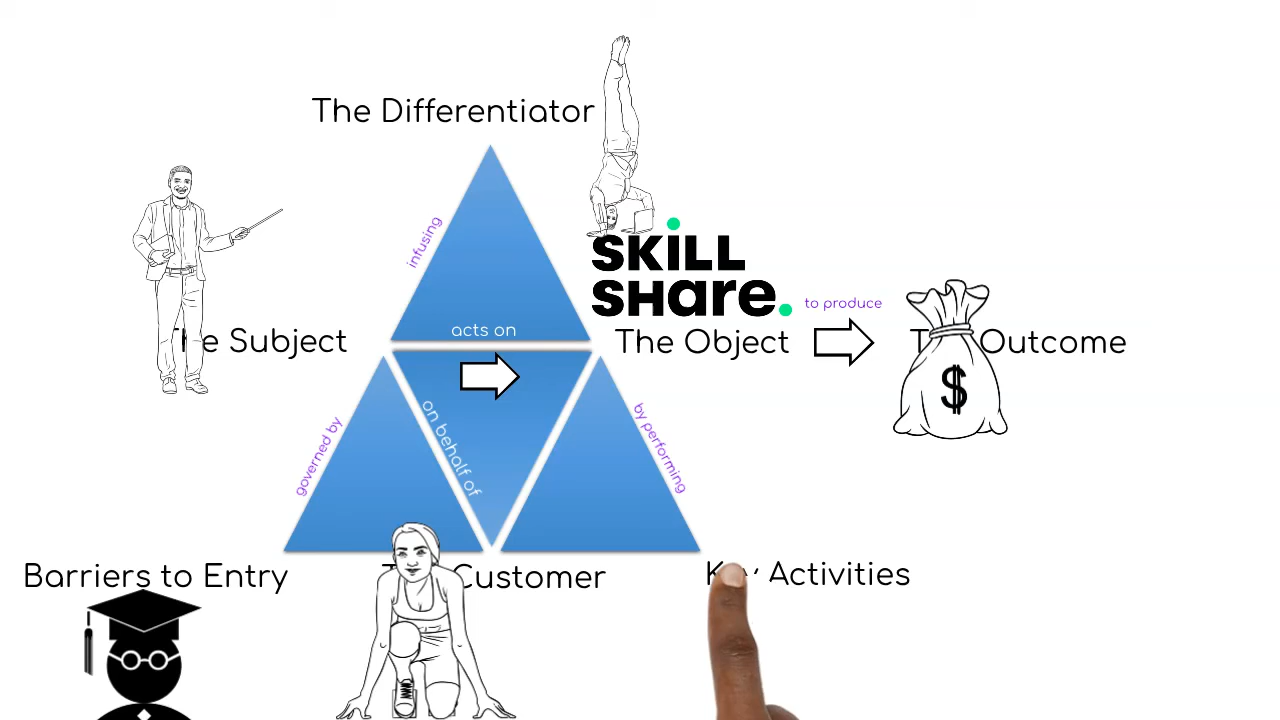 The Differentiator
infusing
SKiLL
SHare.
to produce
acts on
e Subject
The Object
Outcome
$
on behalf of
governed by
by performing
Barriers to Entry
Customer
Activities